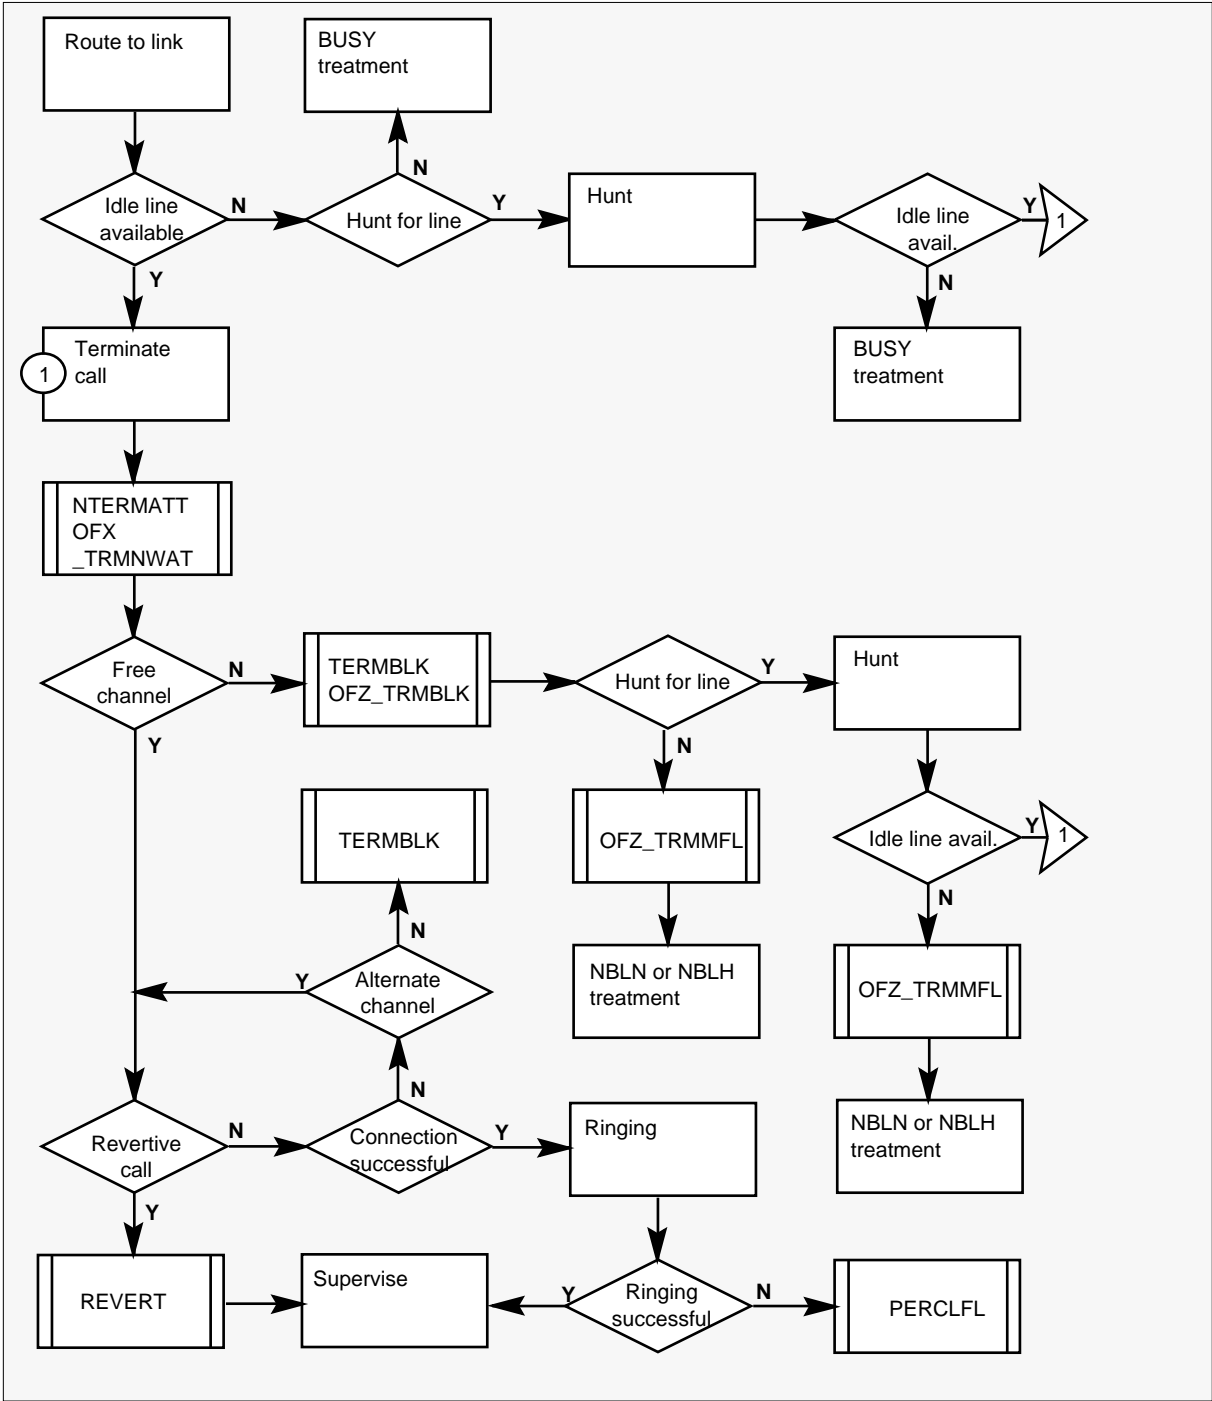 Route to link
BUSY
treatment
N
Idle line
available
N
Hunt for line
Y
Hunt
Idle line
avail.
Y
1
Y
N
Terminate
call
1
BUSY
treatment
NTERMATT
OFX
_TRMNWAT
Free
channel
N
TERMBLK
OFZ_TRMBLK
Hunt for line
Y
Hunt
Y
N
TERMBLK
OFZ_TRMMFL
Idle line avail.
Y
1
N
N
Y
Alternate
channel
NBLN or NBLH
treatment
OFZ_TRMMFL
N
Revertive
call
N
Connection
successful
Y
Ringing
NBLN or NBLH
treatment
Y
REVERT
Supervise
Y
Ringing
successful
N
PERCLFL